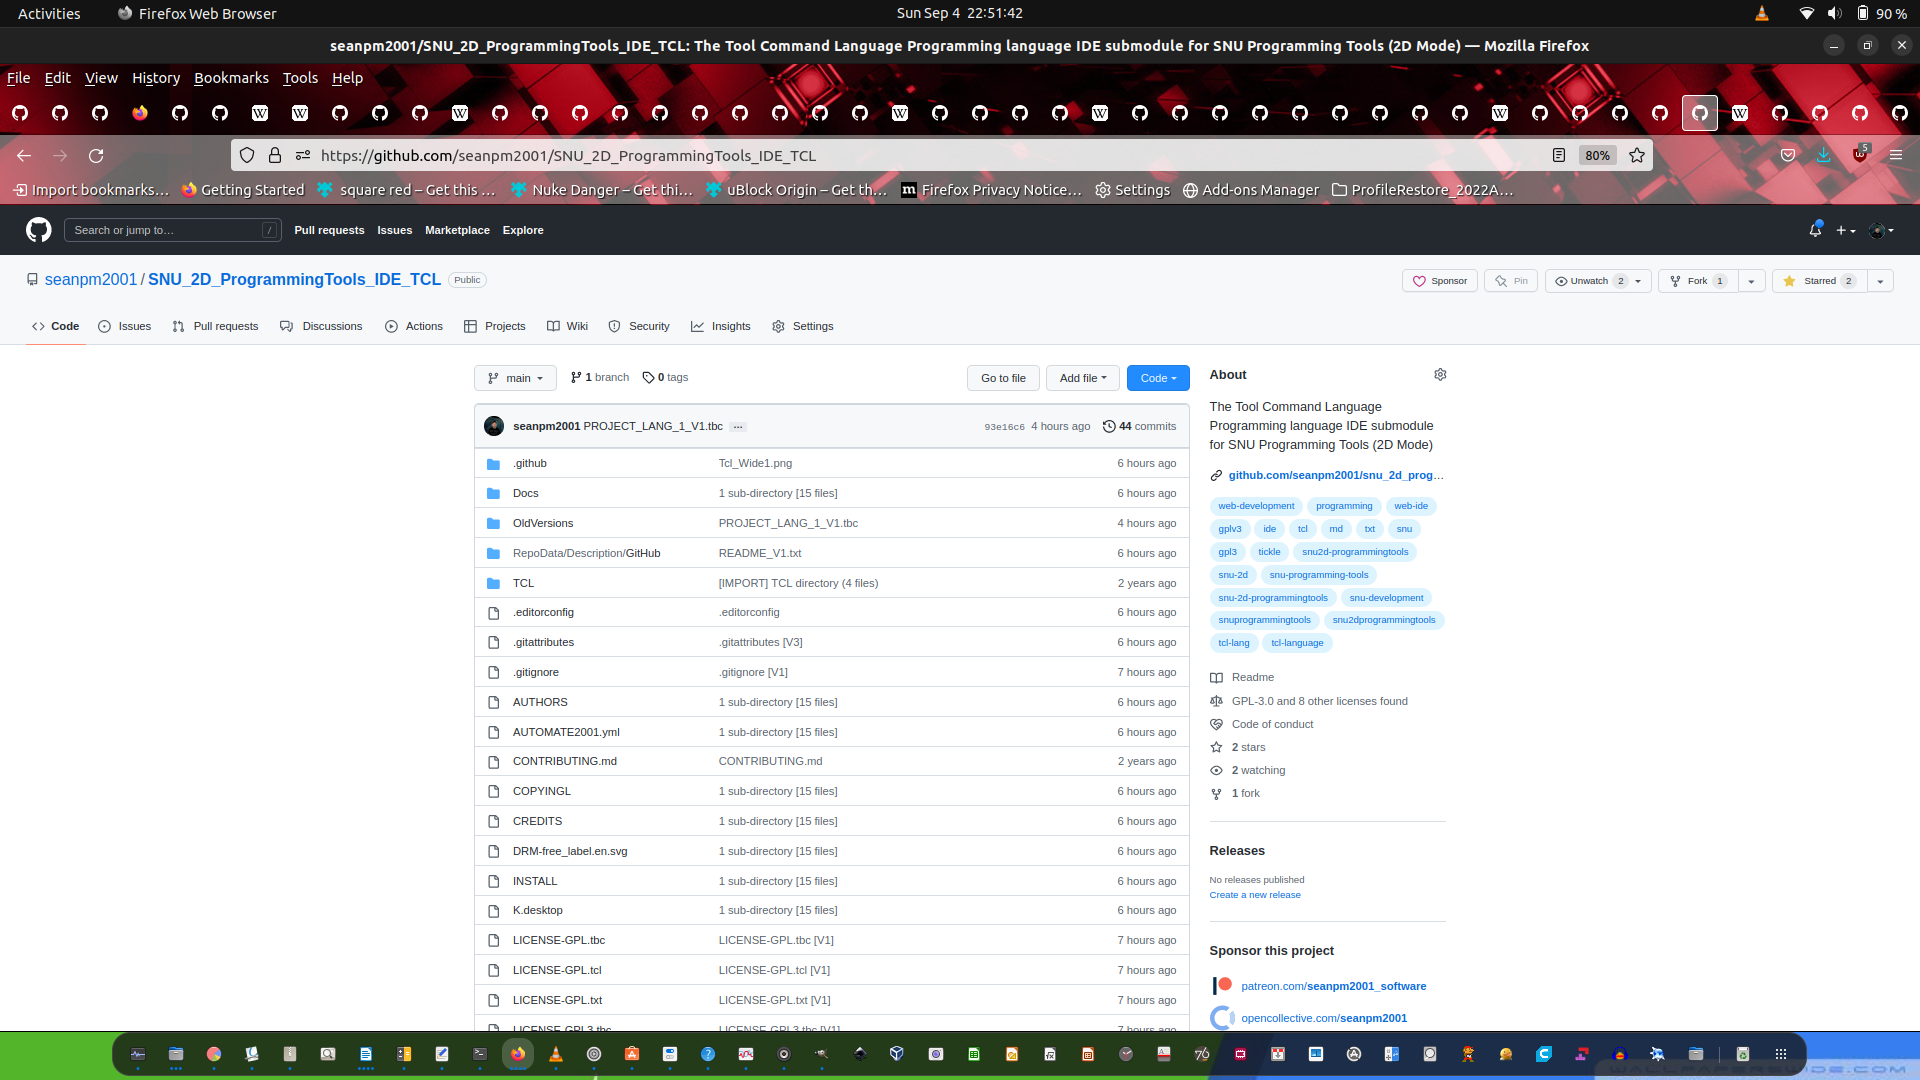 Activities Firefox Web Browser Sun Sep 4 22:51:42 90 %
seanpm2001/SNU_2D_ProgrammingTools_IDE_TCL: The Tool Command Language Programming language IDE submodule for SNU Programming Tools (2D Mode) — Mozilla Firefox
File Edit View History Bookmarks Tools Help
https://github.com/seanpm2001/SNU_2D_ProgrammingTools_IDE_TCL 80% 5
Import bookmarks… Getting Started square red – Get this … Nuke Danger – Get thi… uBlock Origin – Get th… Firefox Privacy Notice… Settings Add-ons Manager ProfileRestore_2022A…
Search or jump to… / Pull requests Issues Marketplace Explore
seanpm2001 / SNU_2D_ProgrammingTools_IDE_TCL Public Sponsor Pin Unwatch 2 Fork 1 Starred 2
Code Issues Pull requests Discussions Actions Projects Wiki Security Insights Settings
main 1 branch 0 tags Go to file Add file Code
seanpm2001 PROJECT_LANG_1_V1.tbc … 93e16c6 4 hours ago 44 commits
.github Tcl_Wide1.png 6 hours ago
Docs 1 sub-directory [15 files] 6 hours ago
OldVersions PROJECT_LANG_1_V1.tbc 4 hours ago
RepoData/Description/GitHub README_V1.txt 6 hours ago
TCL [IMPORT] TCL directory (4 files) 2 years ago
.editorconfig .editorconfig 6 hours ago
.gitattributes .gitattributes [V3] 6 hours ago
.gitignore .gitignore [V1] 7 hours ago
AUTHORS 1 sub-directory [15 files] 6 hours ago
AUTOMATE2001.yml 1 sub-directory [15 files] 6 hours ago
CONTRIBUTING.md CONTRIBUTING.md 2 years ago
COPYINGL 1 sub-directory [15 files] 6 hours ago
CREDITS 1 sub-directory [15 files] 6 hours ago
DRM-free_label.en.svg 1 sub-directory [15 files] 6 hours ago
INSTALL 1 sub-directory [15 files] 6 hours ago
K.desktop 1 sub-directory [15 files] 6 hours ago
LICENSE-GPL.tbc LICENSE-GPL.tbc [V1] 7 hours ago
LICENSE-GPL.tcl LICENSE-GPL.tcl [V1] 7 hours ago
LICENSE-GPL.txt LICENSE-GPL.txt [V1] 7 hours ago
LICENSE-GPL3.tbc LICENSE-GPL3.tbc [V1] 7 hours ago
About
The Tool Command Language
Programming language IDE submodule
for SNU Programming Tools (2D Mode)
github.com/seanpm2001/snu_2d_prog…
web-development programming web-ide
gplv3 ide tcl md txt snu
gpl3 tickle snu2d-programmingtools
snu-2d snu-programming-tools
snu-2d-programmingtools snu-development
snuprogrammingtools snu2dprogrammingtools
tcl-lang tcl-language
Readme
GPL-3.0 and 8 other licenses found
Code of conduct
2 stars
2 watching
1 fork
Releases
No releases published
Create a new release
Sponsor this project
patreon.com/seanpm2001_software
opencollective.com/seanpm2001
WALLPAPERSWIDE.COM